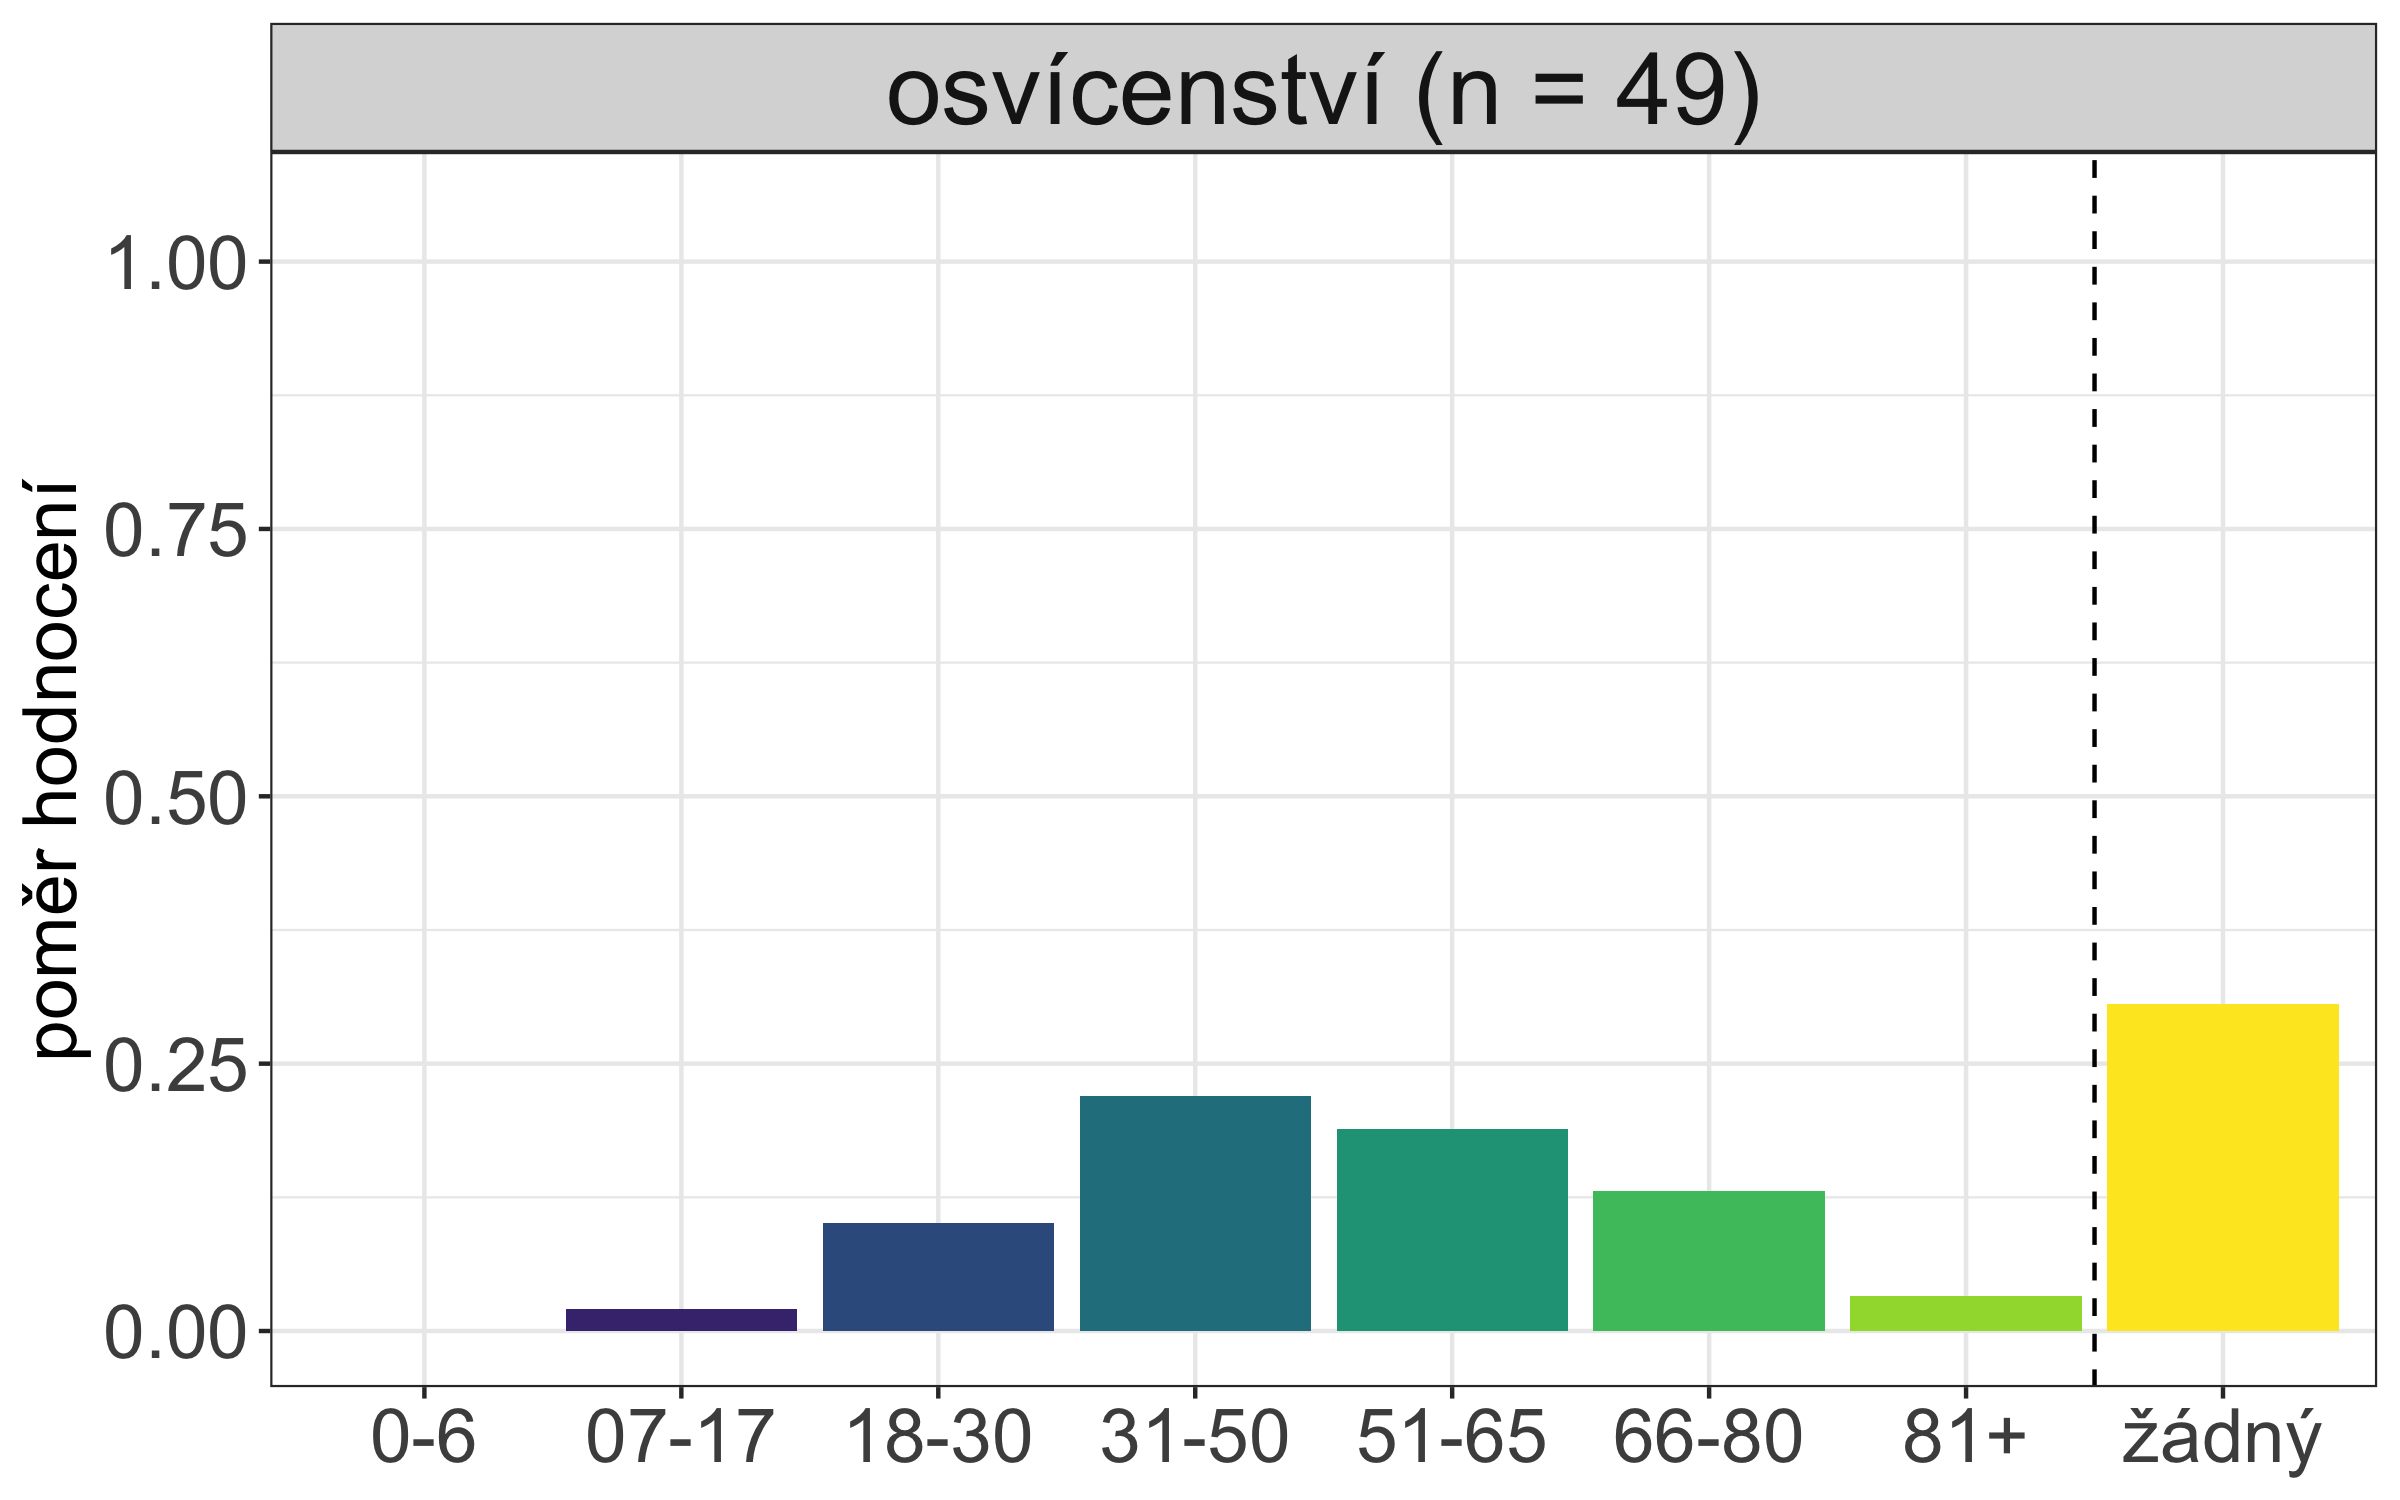 osvícenství (n = 49)
poměr hodnocení
1.00
0.75
0.50
0.25
0.00
0-6 07-17 18-30 31-50 51-65 66-80 81+ žádný